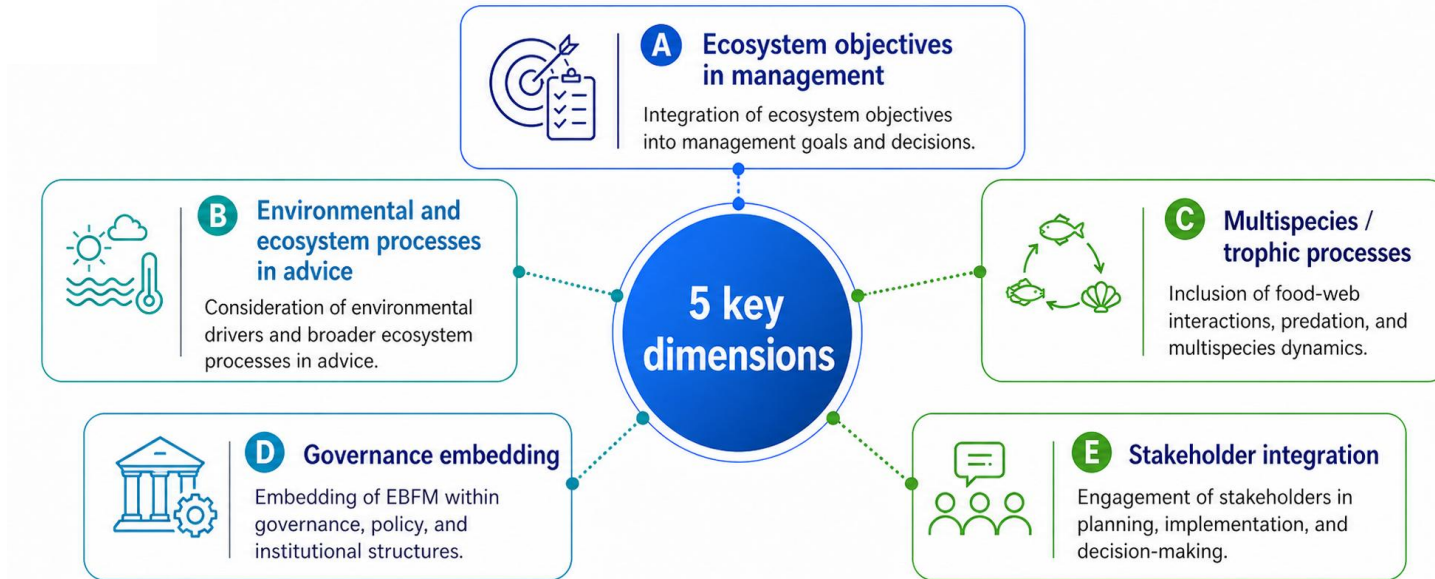 A Ecosystem objectives
in management
Integration of ecosystem objectives
into management goals and decisions.
B Environmental and
ecosystem processes
in advice
Consideration of environmental
drivers and broader ecosystem
processes in advice.
C Multispecies /
trophic processes
Inclusion of food-web
interactions, predation, and
multispecies dynamics.
5 key
dimensions
D Governance embedding
Embedding of EBFM within
governance, policy, and
institutional structures.
E Stakeholder integration
Engagement of stakeholders in
planning, implementation, and
decision-making.